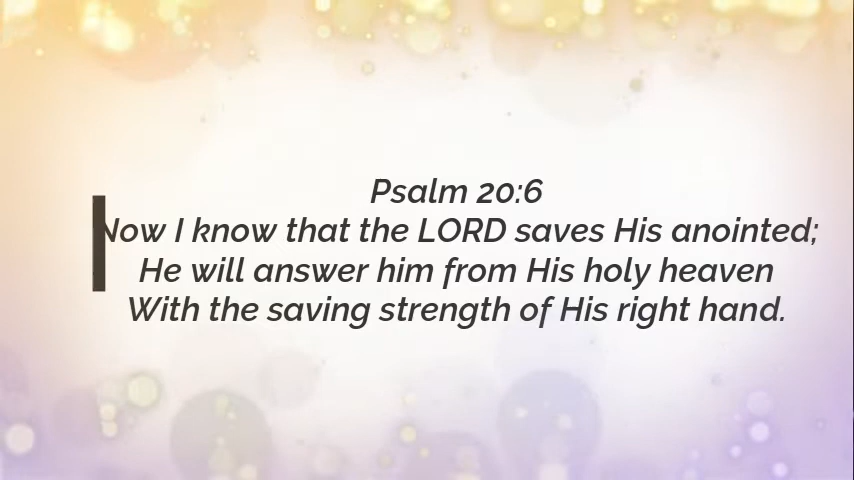 Psalm 20:6
Now I know that the LORD saves His anointed;
He will answer him from His holy heaven
With the saving strength of His right hand.